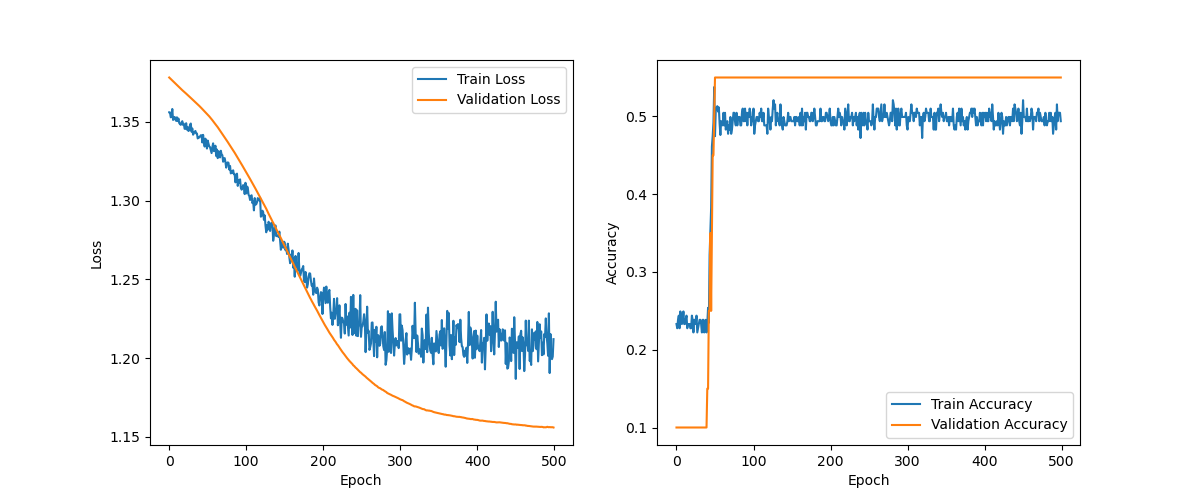 Train Loss
Validation Loss
1.35
1.30
1.25
1.20
1.15
Loss
0
100
200
300
400
500
Epoch
0.5
0.4
0.3
0.2
0.1
Accuracy
Train Accuracy
Validation Accuracy
0
100
200
300
400
500
Epoch